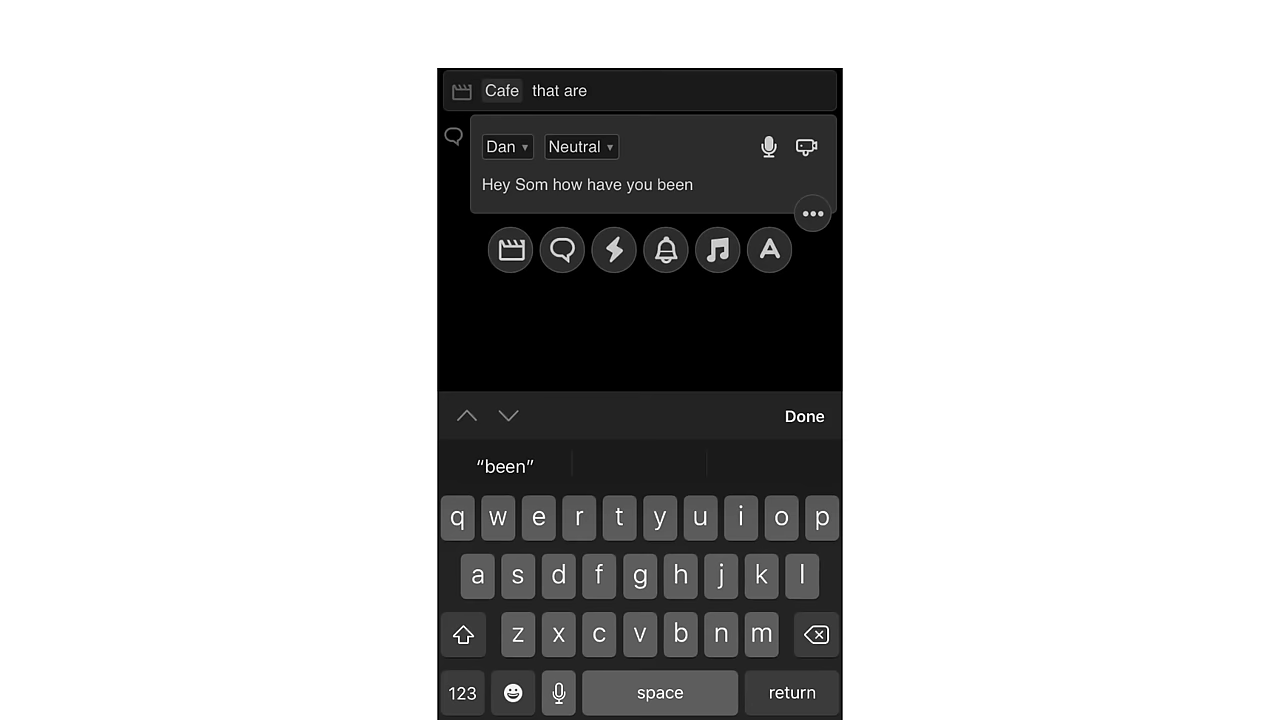 Cafe that are
Dan Neutral
Hey Som how have you been
Done
“been”
q w e r t y u i o p
a s d f g h j k l
z x c v b n m
123 space return